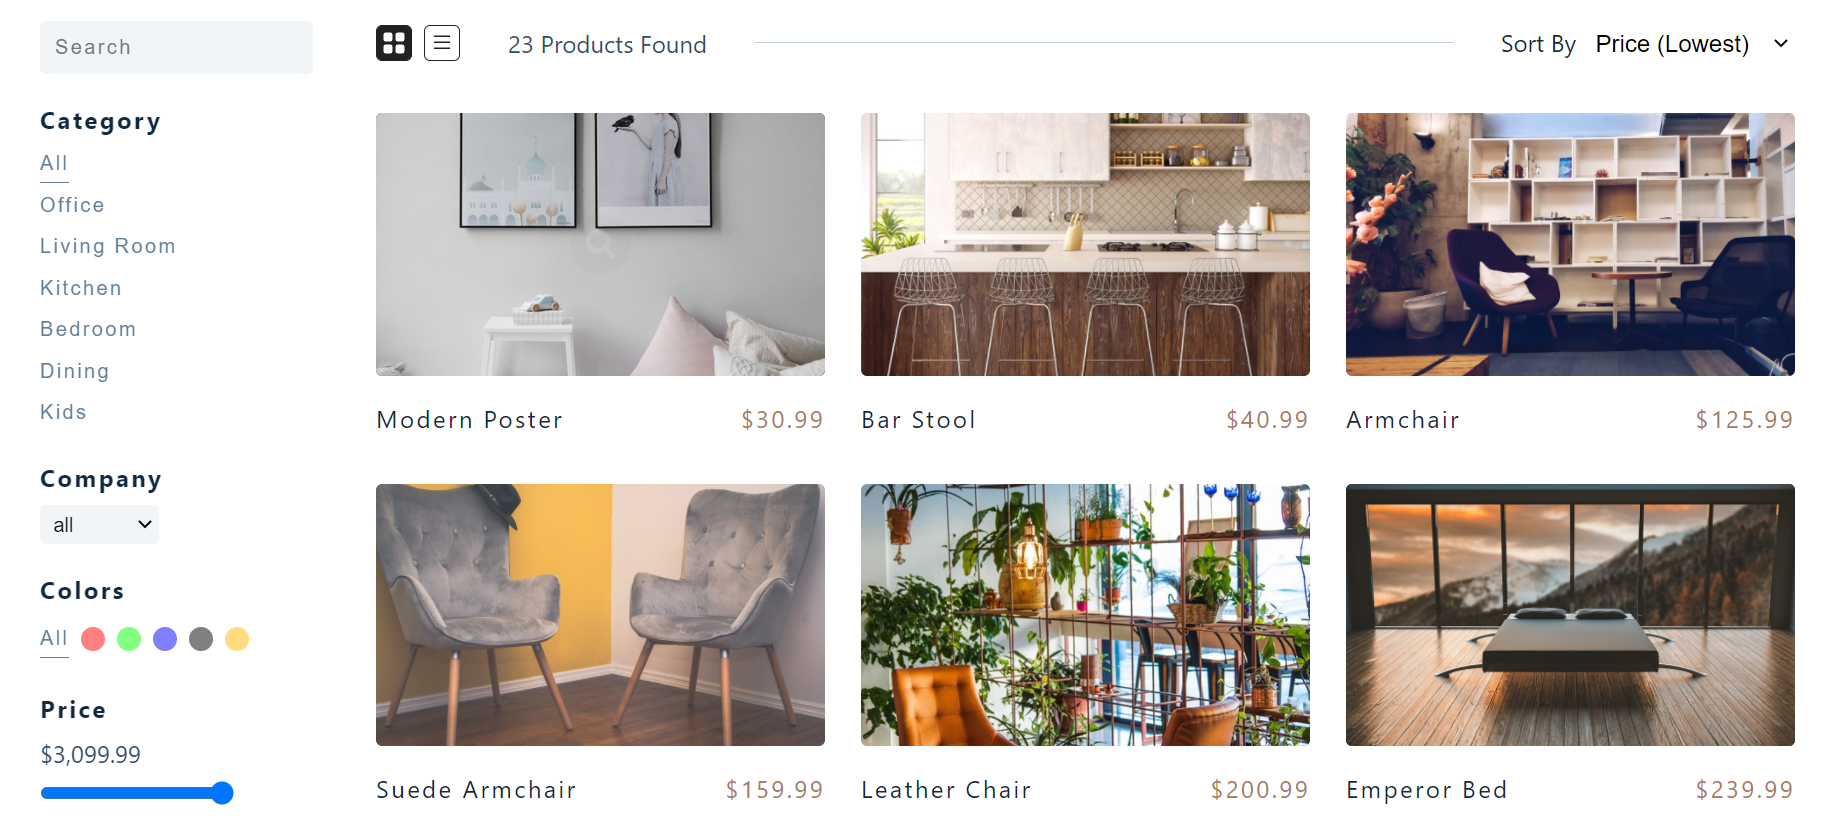 Search
Category
All
Office
Living Room
Kitchen
Bedroom
Dining
Kids
Company
all
Colors
All
Price
$3,099.99
23 Products Found
Sort By Price (Lowest)
Modern Poster $30.99
Bar Stool $40.99
Armchair $125.99
Suede Armchair $159.99
Leather Chair $200.99
Emperor Bed $239.99